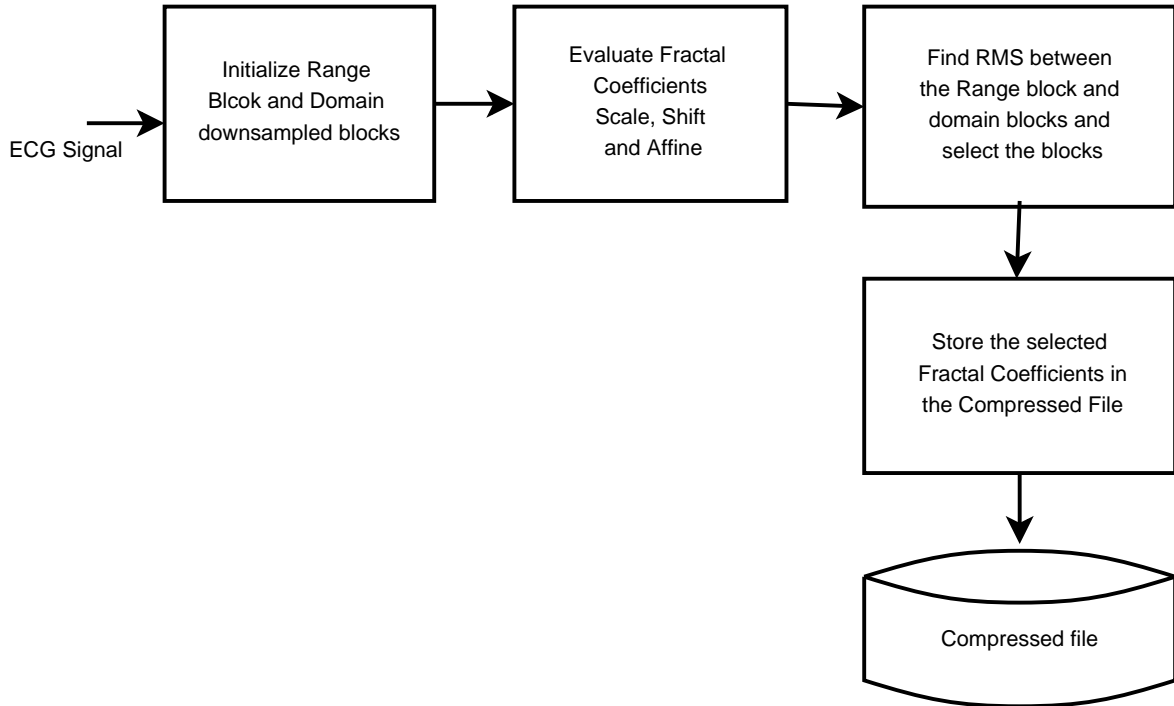 ECG Signal
Initialize Range
Blcok and Domain
downsampled blocks
Evaluate Fractal
Coefficients
Scale, Shift
and Affine
Find RMS between
the Range block and
domain blocks and
select the blocks
Store the selected
Fractal Coefficients in
the Compressed File
Compressed file